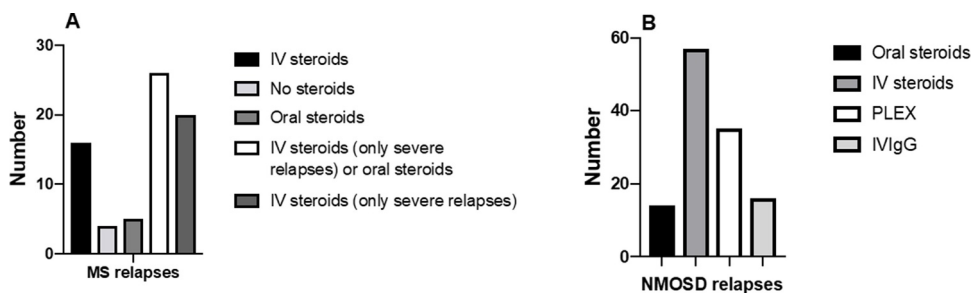 A
30
20
10
0
Number
MS relapses
IV steroids
No steroids
Oral steroids
IV steroids (only severe
relapses) or oral steroids
IV steroids (only severe relapses)
B
60
40
20
0
Number
NMOSD relapses
Oral steroids
IV steroids
PLEX
IVIgG